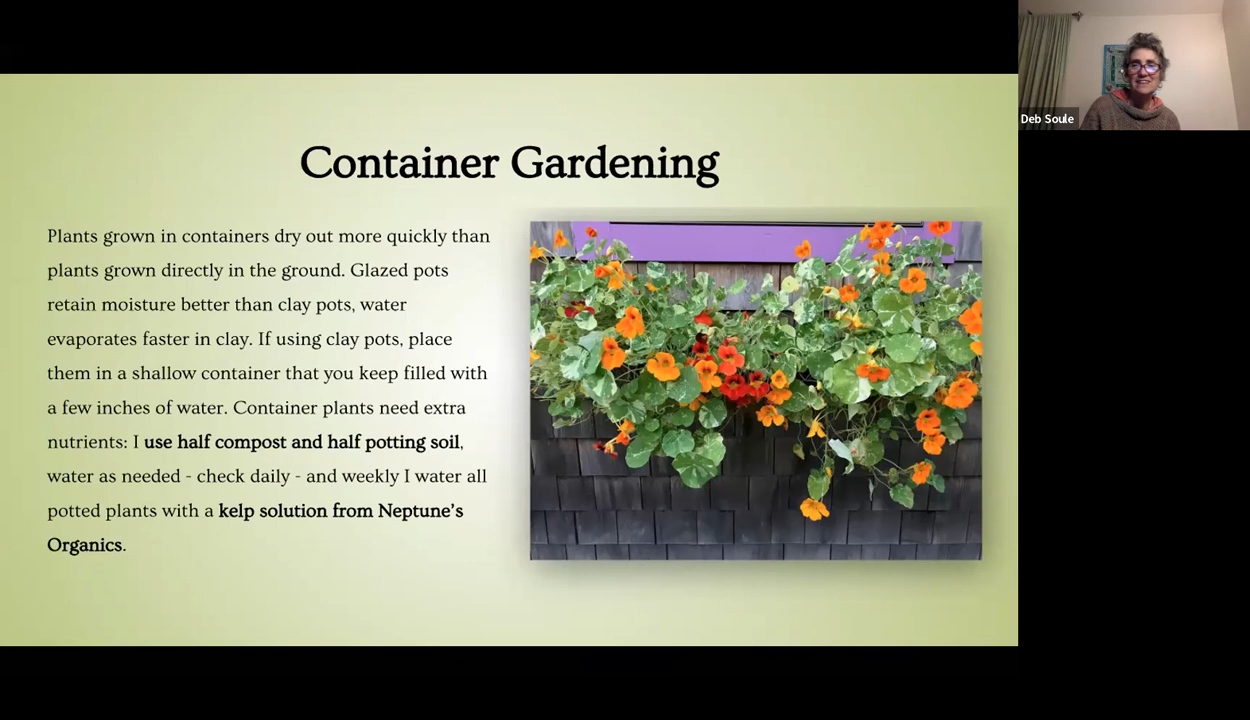 Container Gardening
Plants grown in containers dry out more quickly than
plants grown directly in the ground. Glazed pots
retain moisture better than clay pots, water
evaporates faster in clay. If using clay pots, place
them in a shallow container that you keep filled with
a few inches of water. Container plants need extra
nutrients: I use half compost and half potting soil,
water as needed - check daily - and weekly I water all
potted plants with a kelp solution from Neptune’s
Organics.
Deb Soule